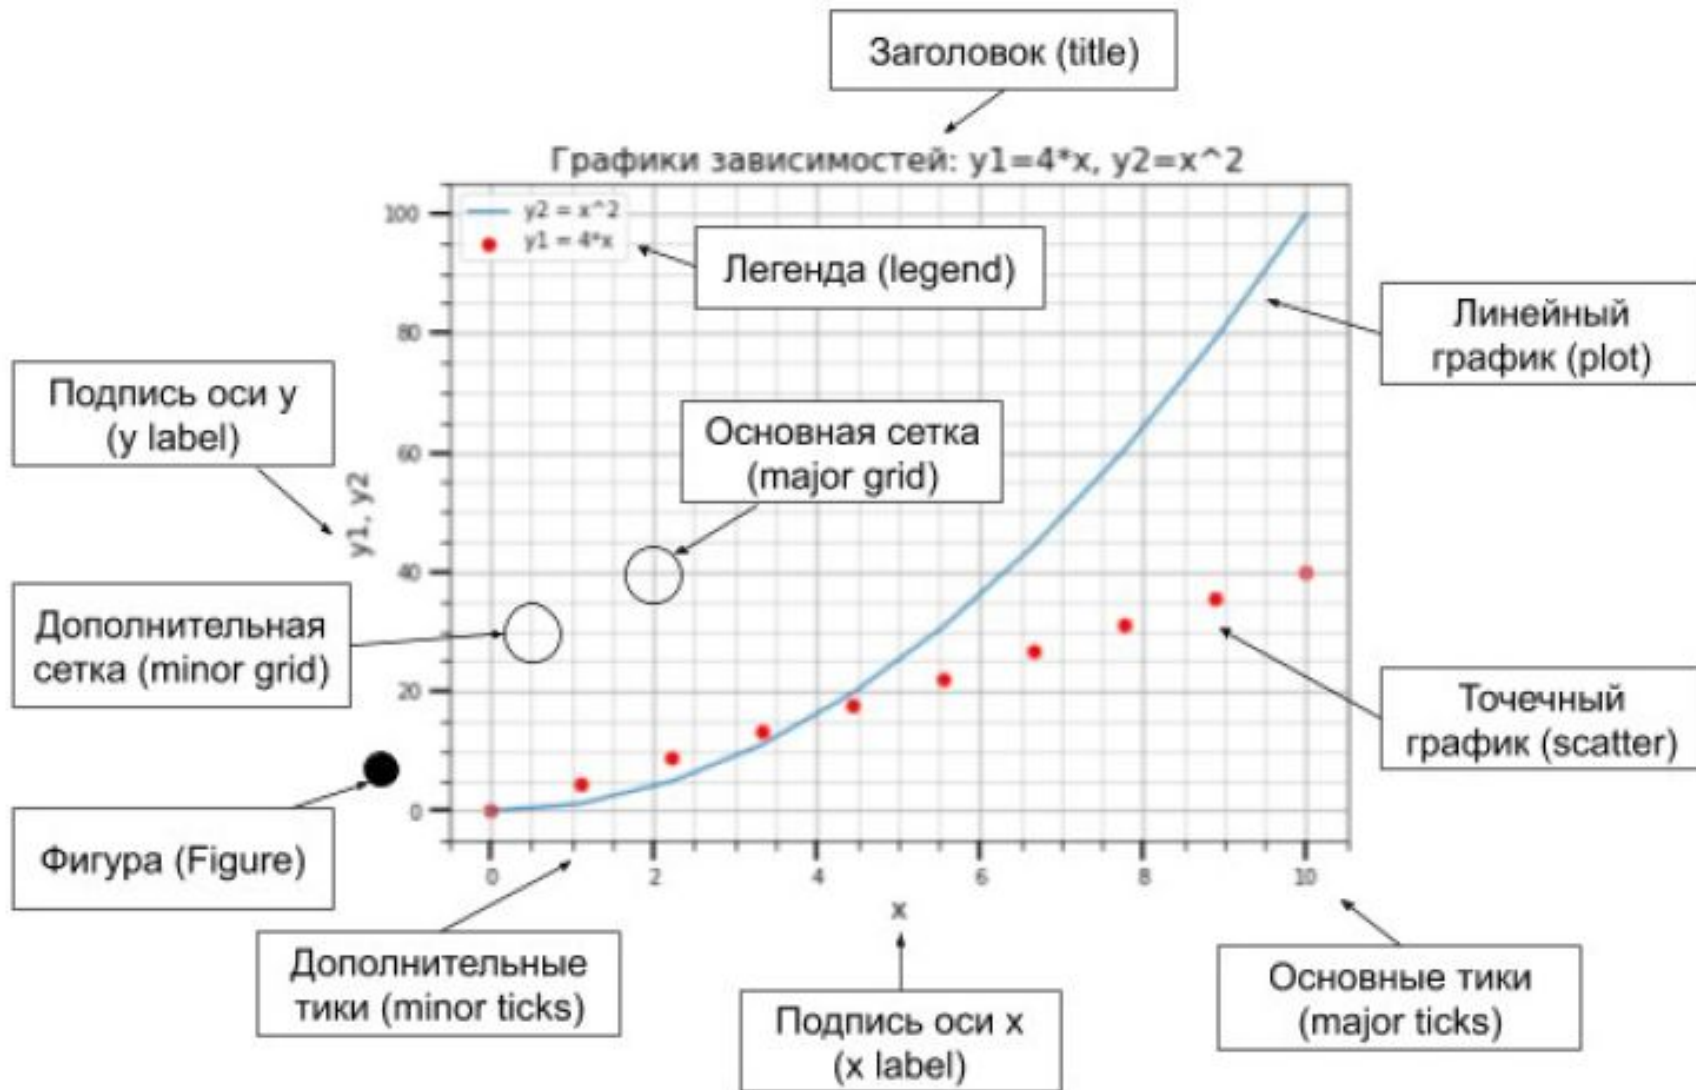 Заголовок (title)
Графики зависимостей: y1=4*x, y2=x^2
100
y2 = x^2
y1 = 4*x
Легенда (legend)
Линейный
график (plot)
80
Подпись оси y
(y label)
Основная сетка
(major grid)
60
y1, y2
40
Дополнительная
сетка (minor grid)
20
Точечный
график (scatter)
0
Фигура (Figure)
0 2 4 6 8 10
x
Дополнительные
тики (minor ticks)
Основные тики
(major ticks)
Подпись оси x
(x label)